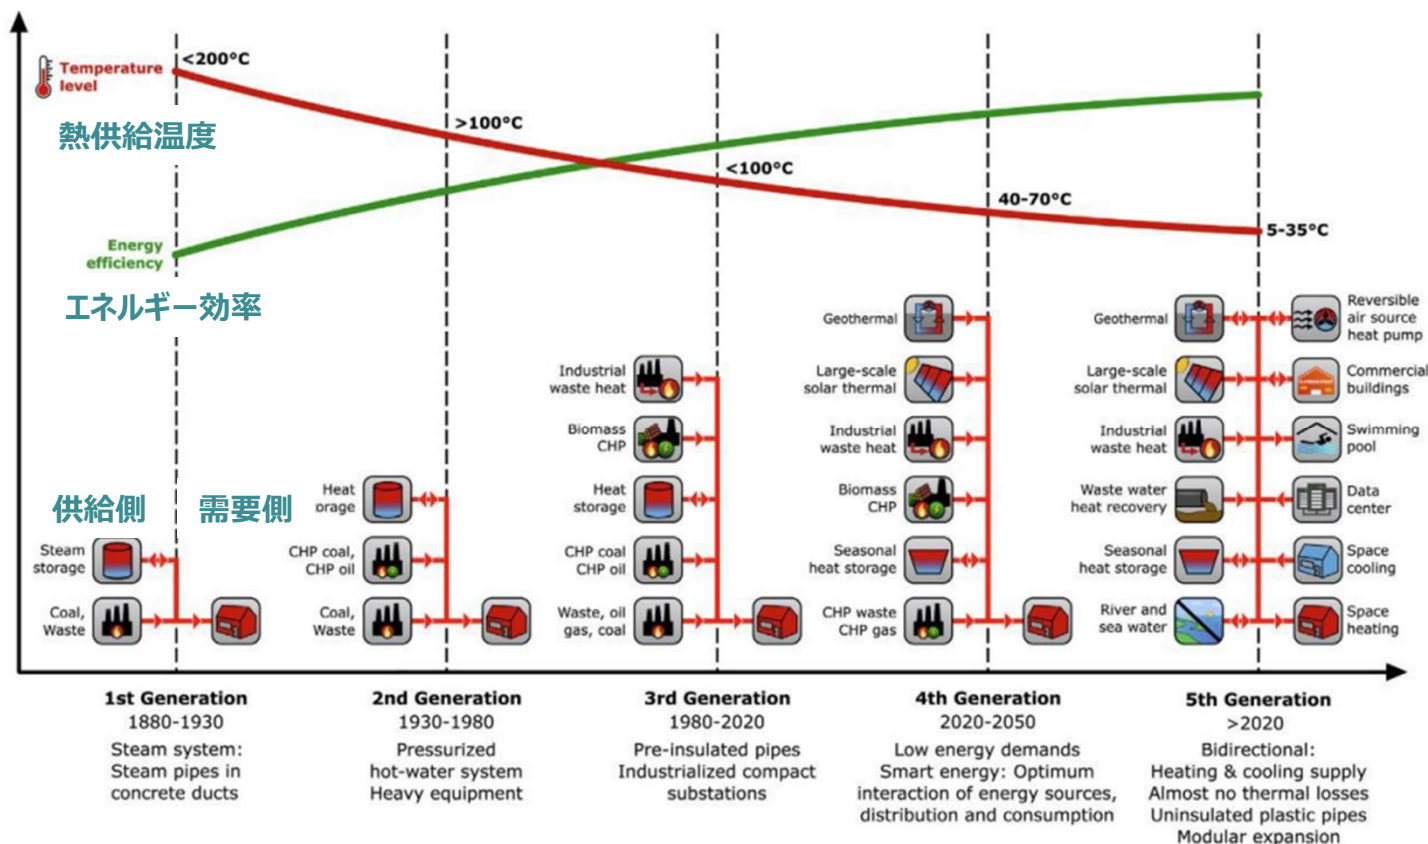 <200°C
Temperature
level
熱供給温度
>100°C
<100°C
40-70°C
5-35°C
Energy
efficiency
エネルギー効率
供給側
需要側
Steam
storage
Coal,
Waste
Heat
orage
CHP coal,
CHP oil
Coal,
Waste
Industrial
waste heat
Biomass
CHP
Heat
storage
CHP coal
CHP oil
Waste, oil
gas, coal
Geothermal
Large-scale
solar thermal
Industrial
waste heat
Biomass
CHP
Seasonal
heat storage
CHP waste
CHP gas
Geothermal
Large-scale
solar thermal
Industrial
waste heat
Waste water
heat recovery
Seasonal
heat storage
River and
sea water
Reversible
air source
heat pump
Commercial
buildings
Swimming
pool
Data
center
Space
cooling
Space
heating
1st Generation
1880-1930
Steam system:
Steam pipes in
concrete ducts
2nd Generation
1930-1980
Pressurized
hot-water system
Heavy equipment
3rd Generation
1980-2020
Pre-insulated pipes
Industrialized compact
substations
4th Generation
2020-2050
Low energy demands
Smart energy: Optimum
interaction of energy sources,
distribution and consumption
5th Generation
>2020
Bidirectional:
Heating & cooling supply
Almost no thermal losses
Uninsulated plastic pipes
Modular expansion